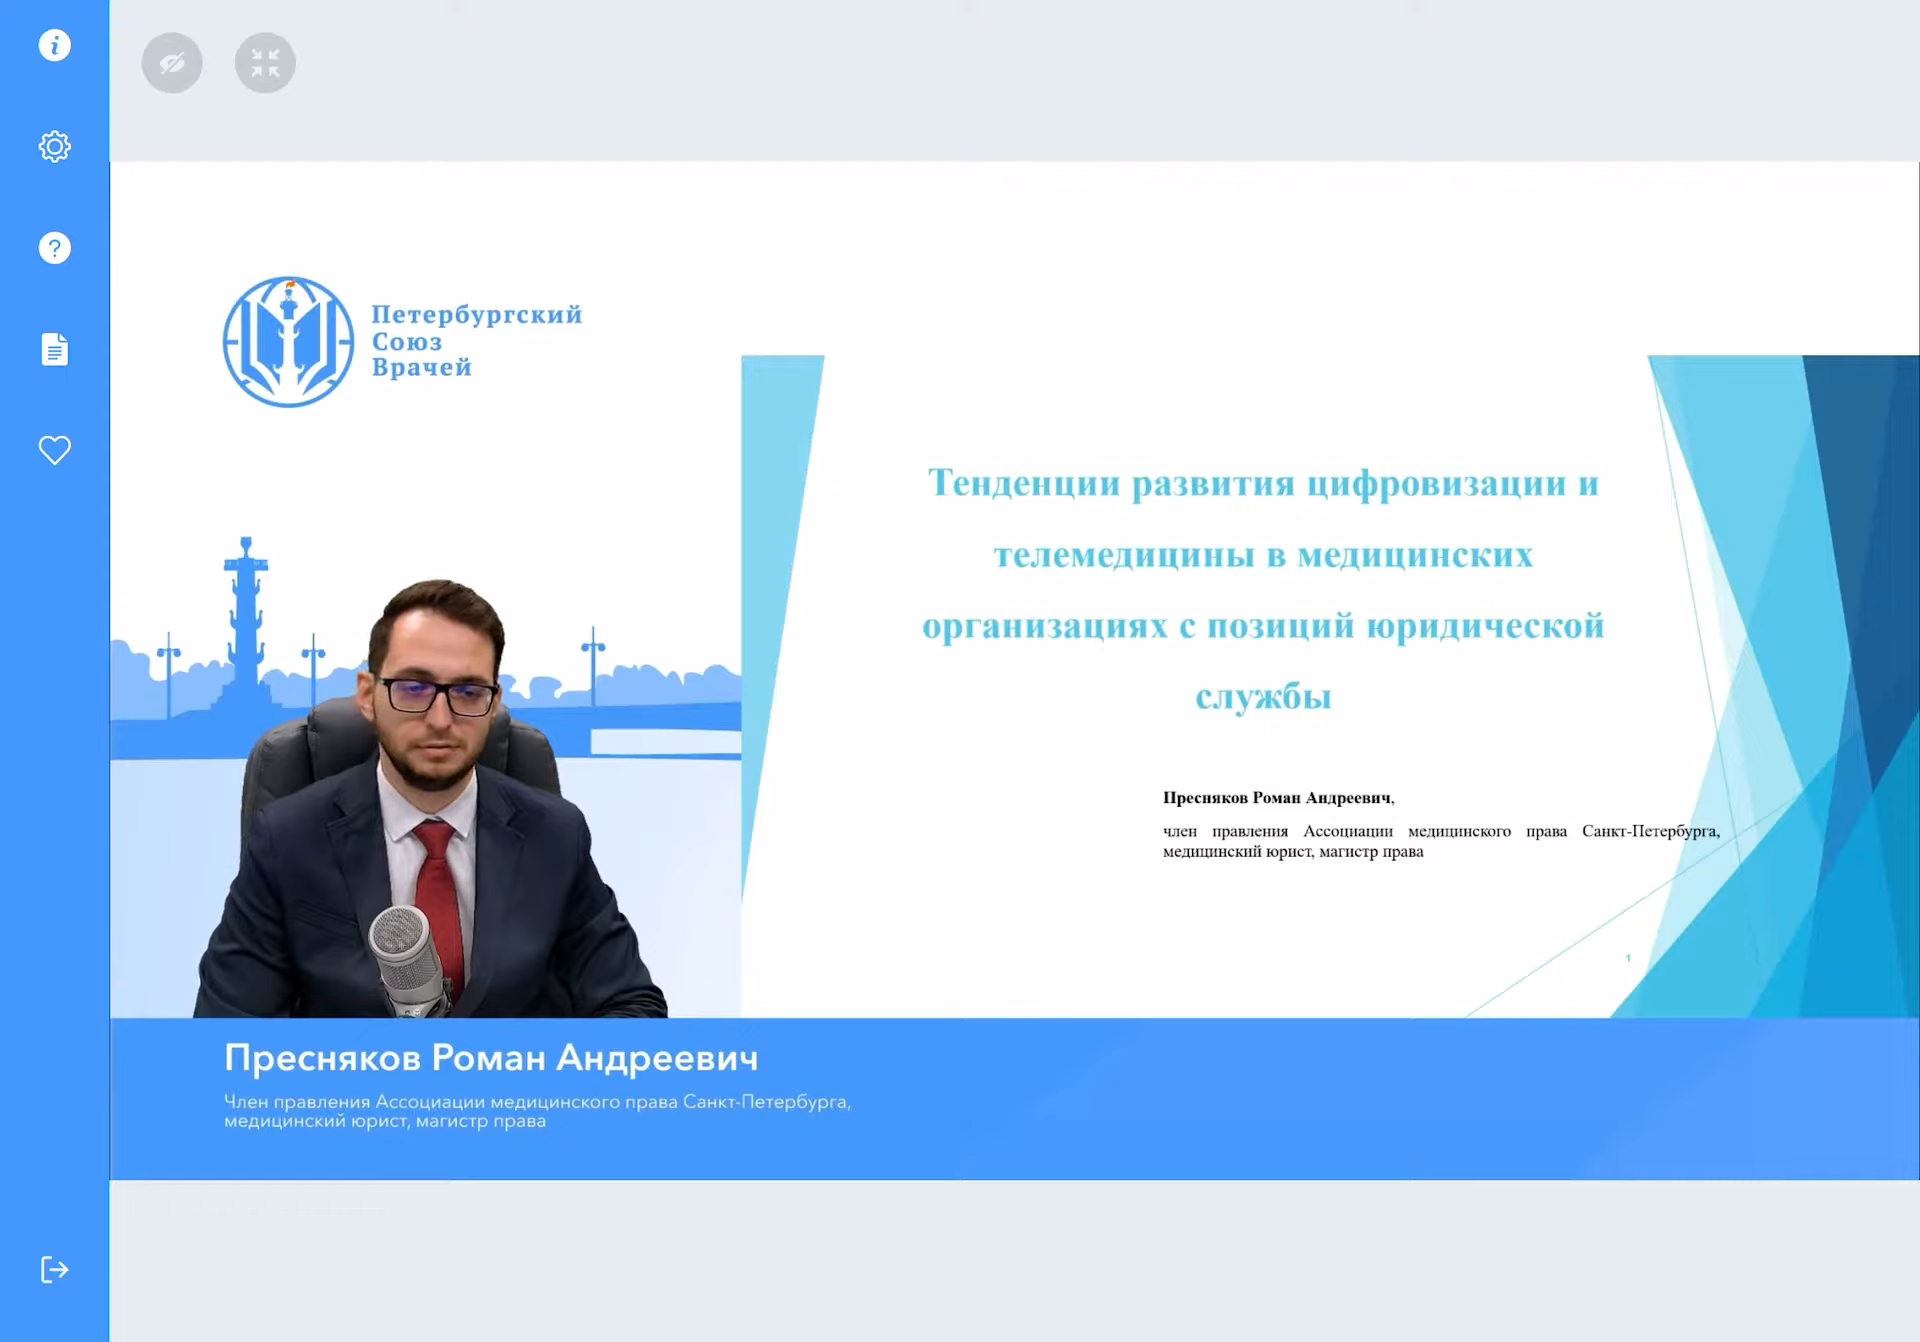 Петербургский
Союз
Врачей
Тенденции развития цифровизации и
телемедицины в медицинских
организациях с позиций юридической
службы
Пресняков Роман Андреевич,
член правления Ассоциации медицинского права Санкт-Петербурга,
медицинский юрист, магистр права
1
Пресняков Роман Андреевич
Член правления Ассоциации медицинского права Санкт-Петербурга,
медицинский юрист, магистр права